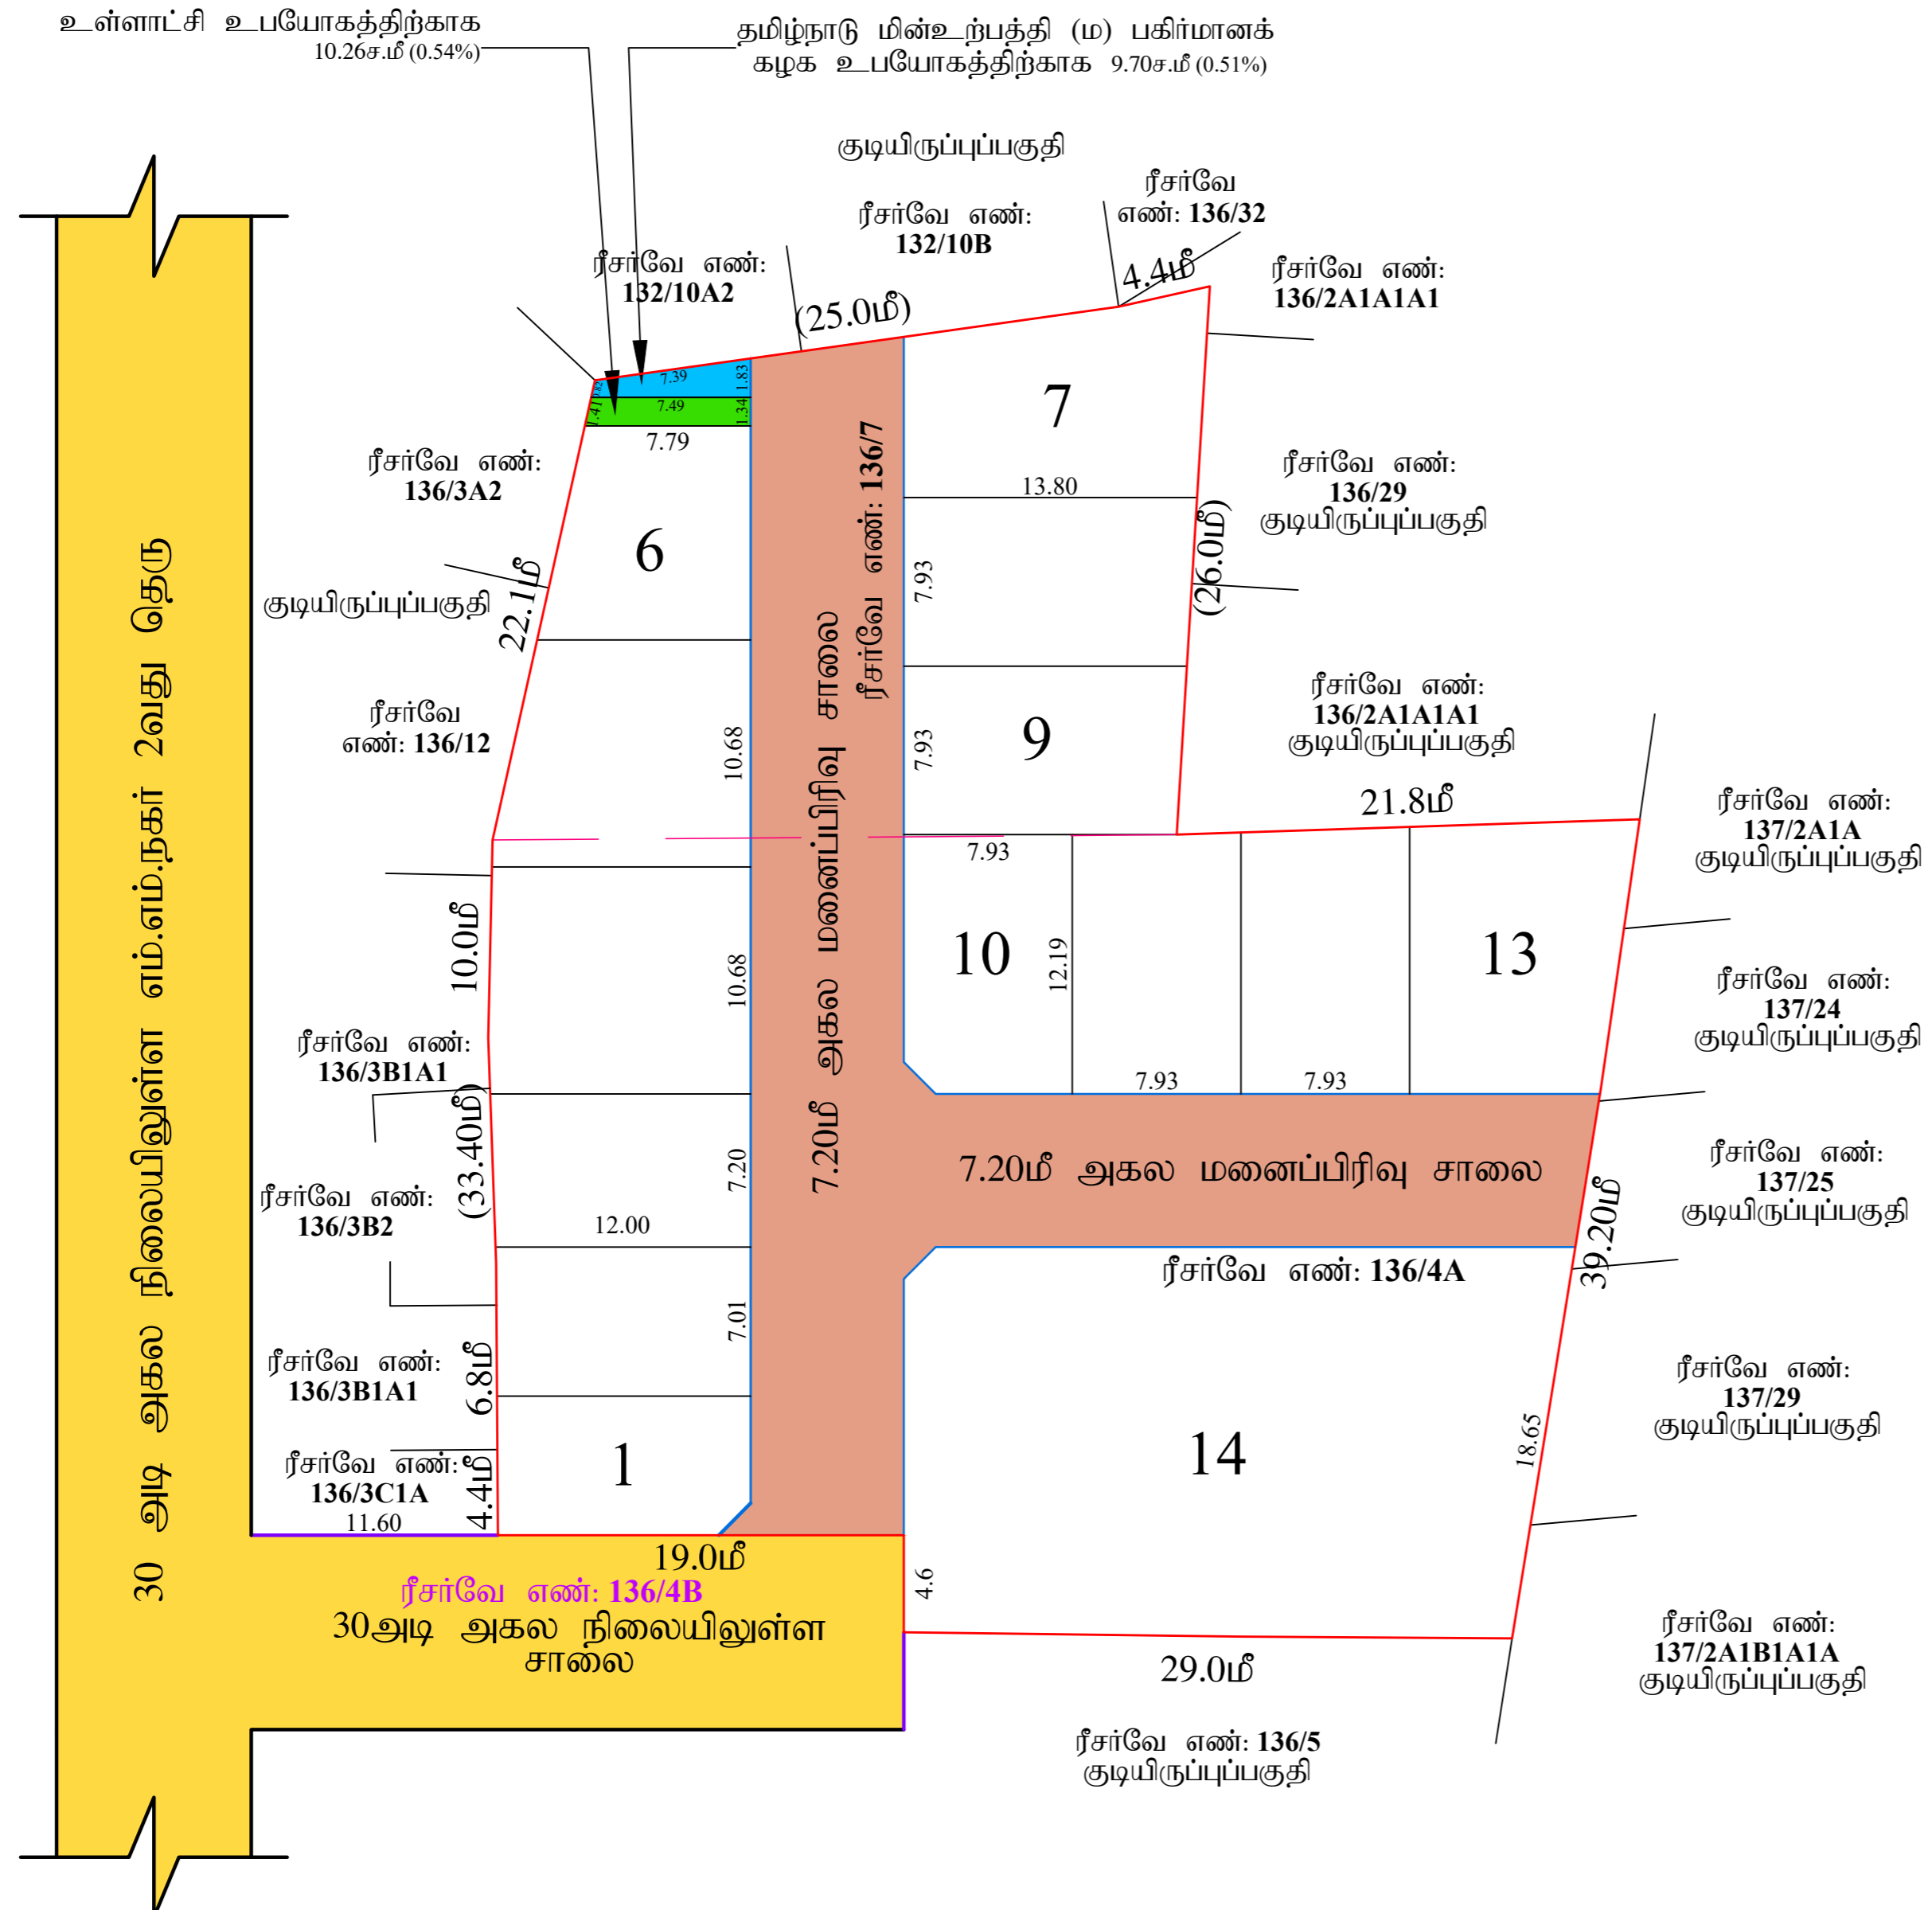 உள்ளாட்சி உபயோகத்திற்காக
10.26ச.மீ (0.54%)
தமிழ்நாடு மின்உற்பத்தி (ம) பகிர்மானக்
கழக உபயோகத்திற்காக 9.70ச.மீ (0.51%)
குடியிருப்புப்பகுதி
ரீசர்வே
எண்: 136/32
ரீசர்வே எண்:
132/10B
ரீசர்வே எண்:
132/10A2
(25.0மீ)
4.4மீ
ரீசர்வே எண்:
136/2A1A1A1
7.39
1.83
0.82
7.49
1.34
1.41
7.79
7
ரீசர்வே எண்:
136/3A2
ரீசர்வே எண்: 136/7
13.80
ரீசர்வே எண்:
136/29
குடியிருப்புப்பகுதி
6
22.1மீ
7.93
(26.0மீ)
குடியிருப்புப்பகுதி
30 அடி அகல நிலையிலுள்ள எம்.எம்.நகர் 2வது தெரு
7.20மீ அகல மனைப்பிரிவு சாலை
ரீசர்வே
எண்: 136/12
10.68
7.93
9
ரீசர்வே எண்:
136/2A1A1A1
குடியிருப்புப்பகுதி
21.8மீ
ரீசர்வே எண்:
137/2A1A
குடியிருப்புப்பகுதி
7.93
10.0மீ
10.68
10
12.19
13
ரீசர்வே எண்:
137/24
குடியிருப்புப்பகுதி
ரீசர்வே எண்:
136/3B1A1
7.93
7.93
(33.40மீ)
7.20
7.20மீ அகல மனைப்பிரிவு சாலை
ரீசர்வே எண்:
137/25
குடியிருப்புப்பகுதி
ரீசர்வே எண்:
136/3B2
12.00
39.20மீ
ரீசர்வே எண்: 136/4A
7.01
ரீசர்வே எண்:
136/3B1A1
6.8மீ
ரீசர்வே எண்:
137/29
குடியிருப்புப்பகுதி
1
14
18.65
ரீசர்வே எண்:
136/3C1A
11.60
4.4மீ
19.0மீ
ரீசர்வே எண்: 136/4B
30அடி அகல நிலையிலுள்ள
சாலை
4.6
29.0மீ
ரீசர்வே எண்:
137/2A1B1A1A
குடியிருப்புப்பகுதி
ரீசர்வே எண்: 136/5
குடியிருப்புப்பகுதி